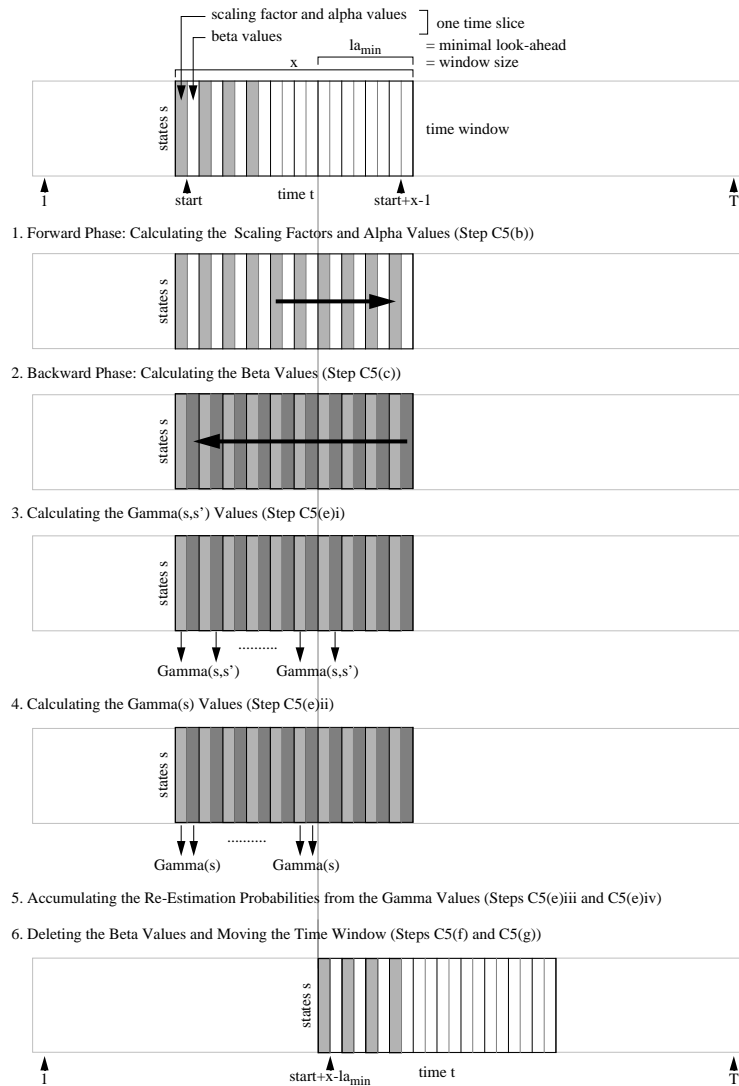 scaling factor and alpha values
one time slice
beta values
la_min
= minimal look-ahead
x
= window size
states s
time window
1
start
time t
start+x-1
T
1. Forward Phase: Calculating the Scaling Factors and Alpha Values (Step C5(b))
states s
2. Backward Phase: Calculating the Beta Values (Step C5(c))
states s
3. Calculating the Gamma(s,s’) Values (Step C5(e)i)
states s
..........
Gamma(s,s’)
Gamma(s,s’)
4. Calculating the Gamma(s) Values (Step C5(e)ii)
states s
..........
Gamma(s)
Gamma(s)
5. Accumulating the Re-Estimation Probabilities from the Gamma Values (Steps C5(e)iii and C5(e)iv)
6. Deleting the Beta Values and Moving the Time Window (Steps C5(f) and C5(g))
states s
1
start+x-la_min
time t
T